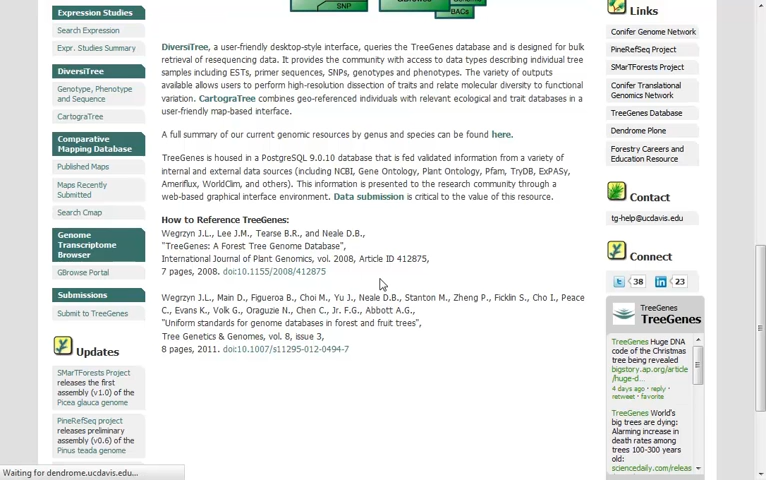 Expression Studies
Search Expression
Expr. Studies Summary
DiversiTree
Genotype, Phenotype
and Sequence
CartograTree
Comparative
Mapping Database
Published Maps
Maps Recently
Submitted
Search Cmap
Genome
Transcriptome
Browser
GBrowse Portal
Submissions
Submit to TreeGenes
Updates
SMarTForests Project
releases the first
assembly (v1.0) of the
Picea glauca genome
PineRefSeq project
releases preliminary
assembly (v0.6) of the
Pinus teada genome
SNP
BACs
DiversiTree, a user-friendly desktop-style interface, queries the TreeGenes database and is designed for bulk
retrieval of resequencing data. It provides the community with access to data types describing individual tree
samples including ESTs, primer sequences, SNPs, genotypes and phenotypes. The variety of outputs
available allows users to perform high-resolution dissection of traits and relate molecular diversity to functional
variation. CartograTree combines geo-referenced individuals with relevant ecological and trait databases in a
user-friendly map-based interface.
A full summary of our current genomic resources by genus and species can be found here.
TreeGenes is housed in a PostgreSQL 9.0.10 database that is fed validated information from a variety of
internal and external data sources (including NCBI, Gene Ontology, Plant Ontology, Pfam, TryDB, ExPASy,
Ameriflux, WorldClim, and others). This information is presented to the research community through a
web-based graphical interface environment. Data submission is critical to the value of this resource.
How to Reference TreeGenes:
Wegrzyn J.L., Lee J.M., Tearse B.R., and Neale D.B.,
"TreeGenes: A Forest Tree Genome Database",
International Journal of Plant Genomics, vol. 2008, Article ID 412875,
7 pages, 2008. doi:10.1155/2008/412875
Wegrzyn J.L., Main D., Figueroa B., Choi M., Yu J., Neale D.B., Stanton M., Zheng P., Ficklin S., Cho I., Peace
C., Evans K., Volk G., Oraguzie N., Chen C., Jr. F.G., Abbott A.G.,
"Uniform standards for genome databases in forest and fruit trees",
Tree Genetics & Genomes, vol. 8, issue 3,
8 pages, 2011. doi:10.1007/s11295-012-0494-7
Links
Conifer Genome Network
PineRefSeq Project
SMarTForests Project
Conifer Translational
Genomics Network
TreeGenes Database
Dendrome Plone
Forestry Careers and
Education Resource
Contact
tg-help@ucdavis.edu
Connect
38
23
TreeGenes
TreeGenes
TreeGenes Huge DNA
code of the Christmas
tree being revealed
bigstory.ap.org/article
/huge-d...
4 days ago · reply ·
retweet · favorite
TreeGenes World's
big trees are dying:
Alarming increase in
death rates among
trees 100-300 years
old:
sciencedaily.com/releas
Waiting for dendrome.ucdavis.edu...